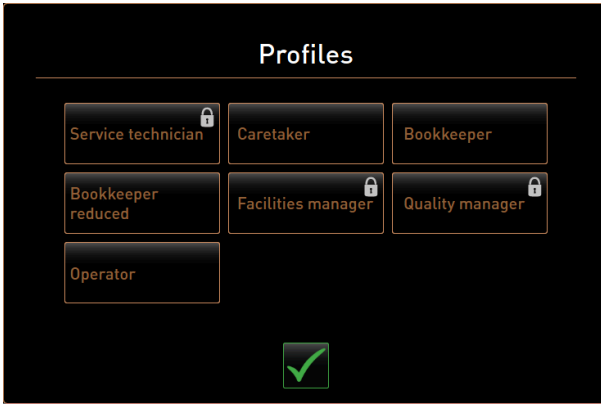 Profiles
Service technician
Caretaker
Bookkeeper
Bookkeeper
reduced
Facilities manager
Quality manager
Operator